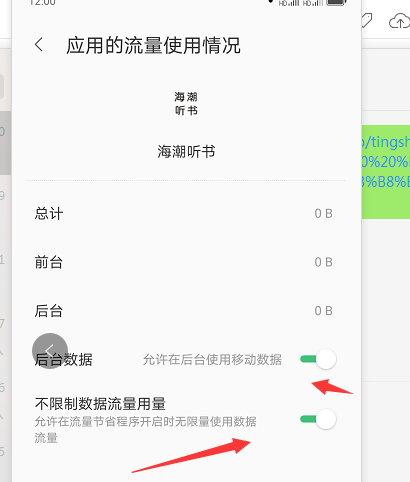 12:00
应用的流量使用情况
海潮
听书
海潮听书
总计 0 B
前台 0 B
后台 0 B
后台数据 允许在后台使用移动数据
不限制数据流量用量
允许在流量节省程序开启时无限量使用数据
流量
/tingsh
0%20%
%B8%E